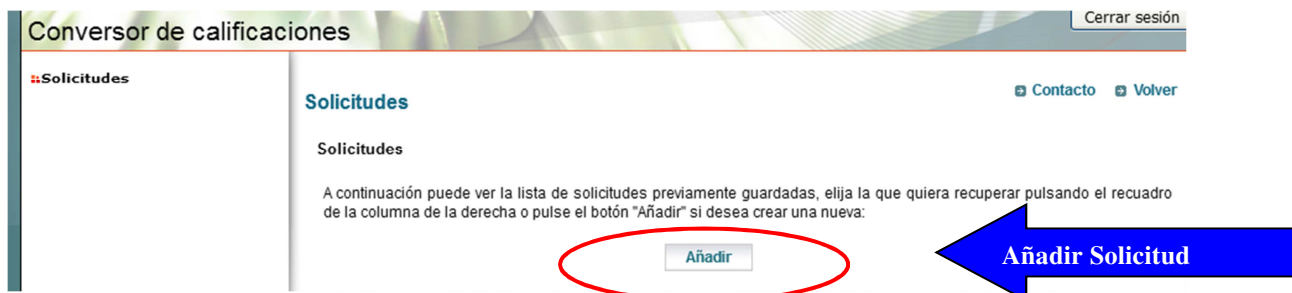 Conversor de calificaciones
Cerrar sesión
Solicitudes
Contacto Volver
Solicitudes
Solicitudes
A continuación puede ver la lista de solicitudes previamente guardadas, elija la que quiera recuperar pulsando el recuadro
de la columna de la derecha o pulse el botón "Añadir" si desea crear una nueva:
Añadir
Añadir Solicitud